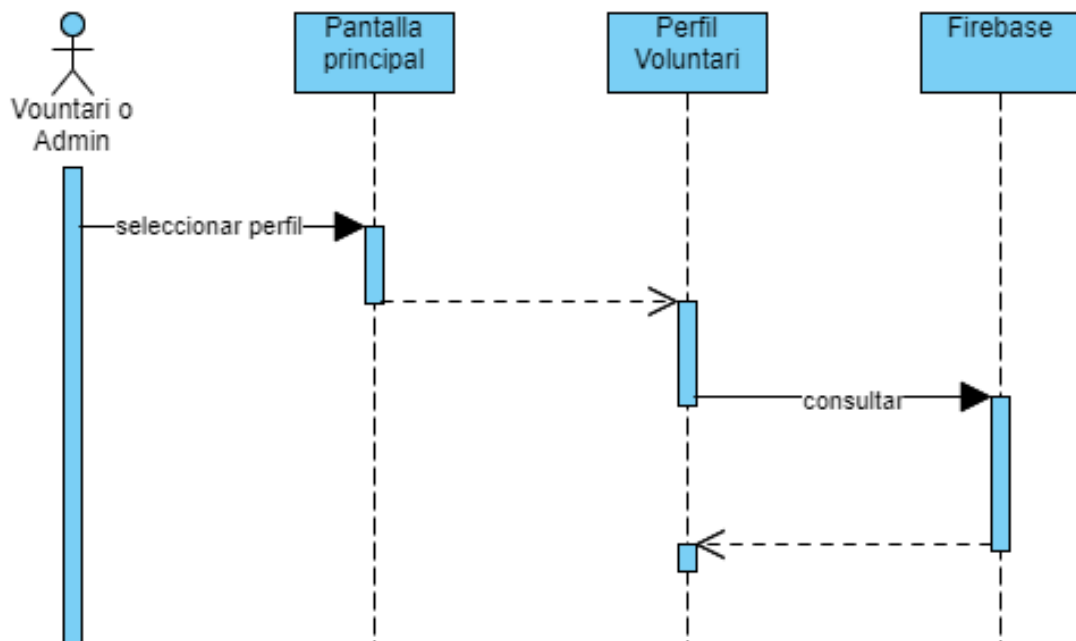 Vountari o
Admin
Pantalla
principal
Perfil
Voluntari
Firebase
seleccionar perfil
consultar